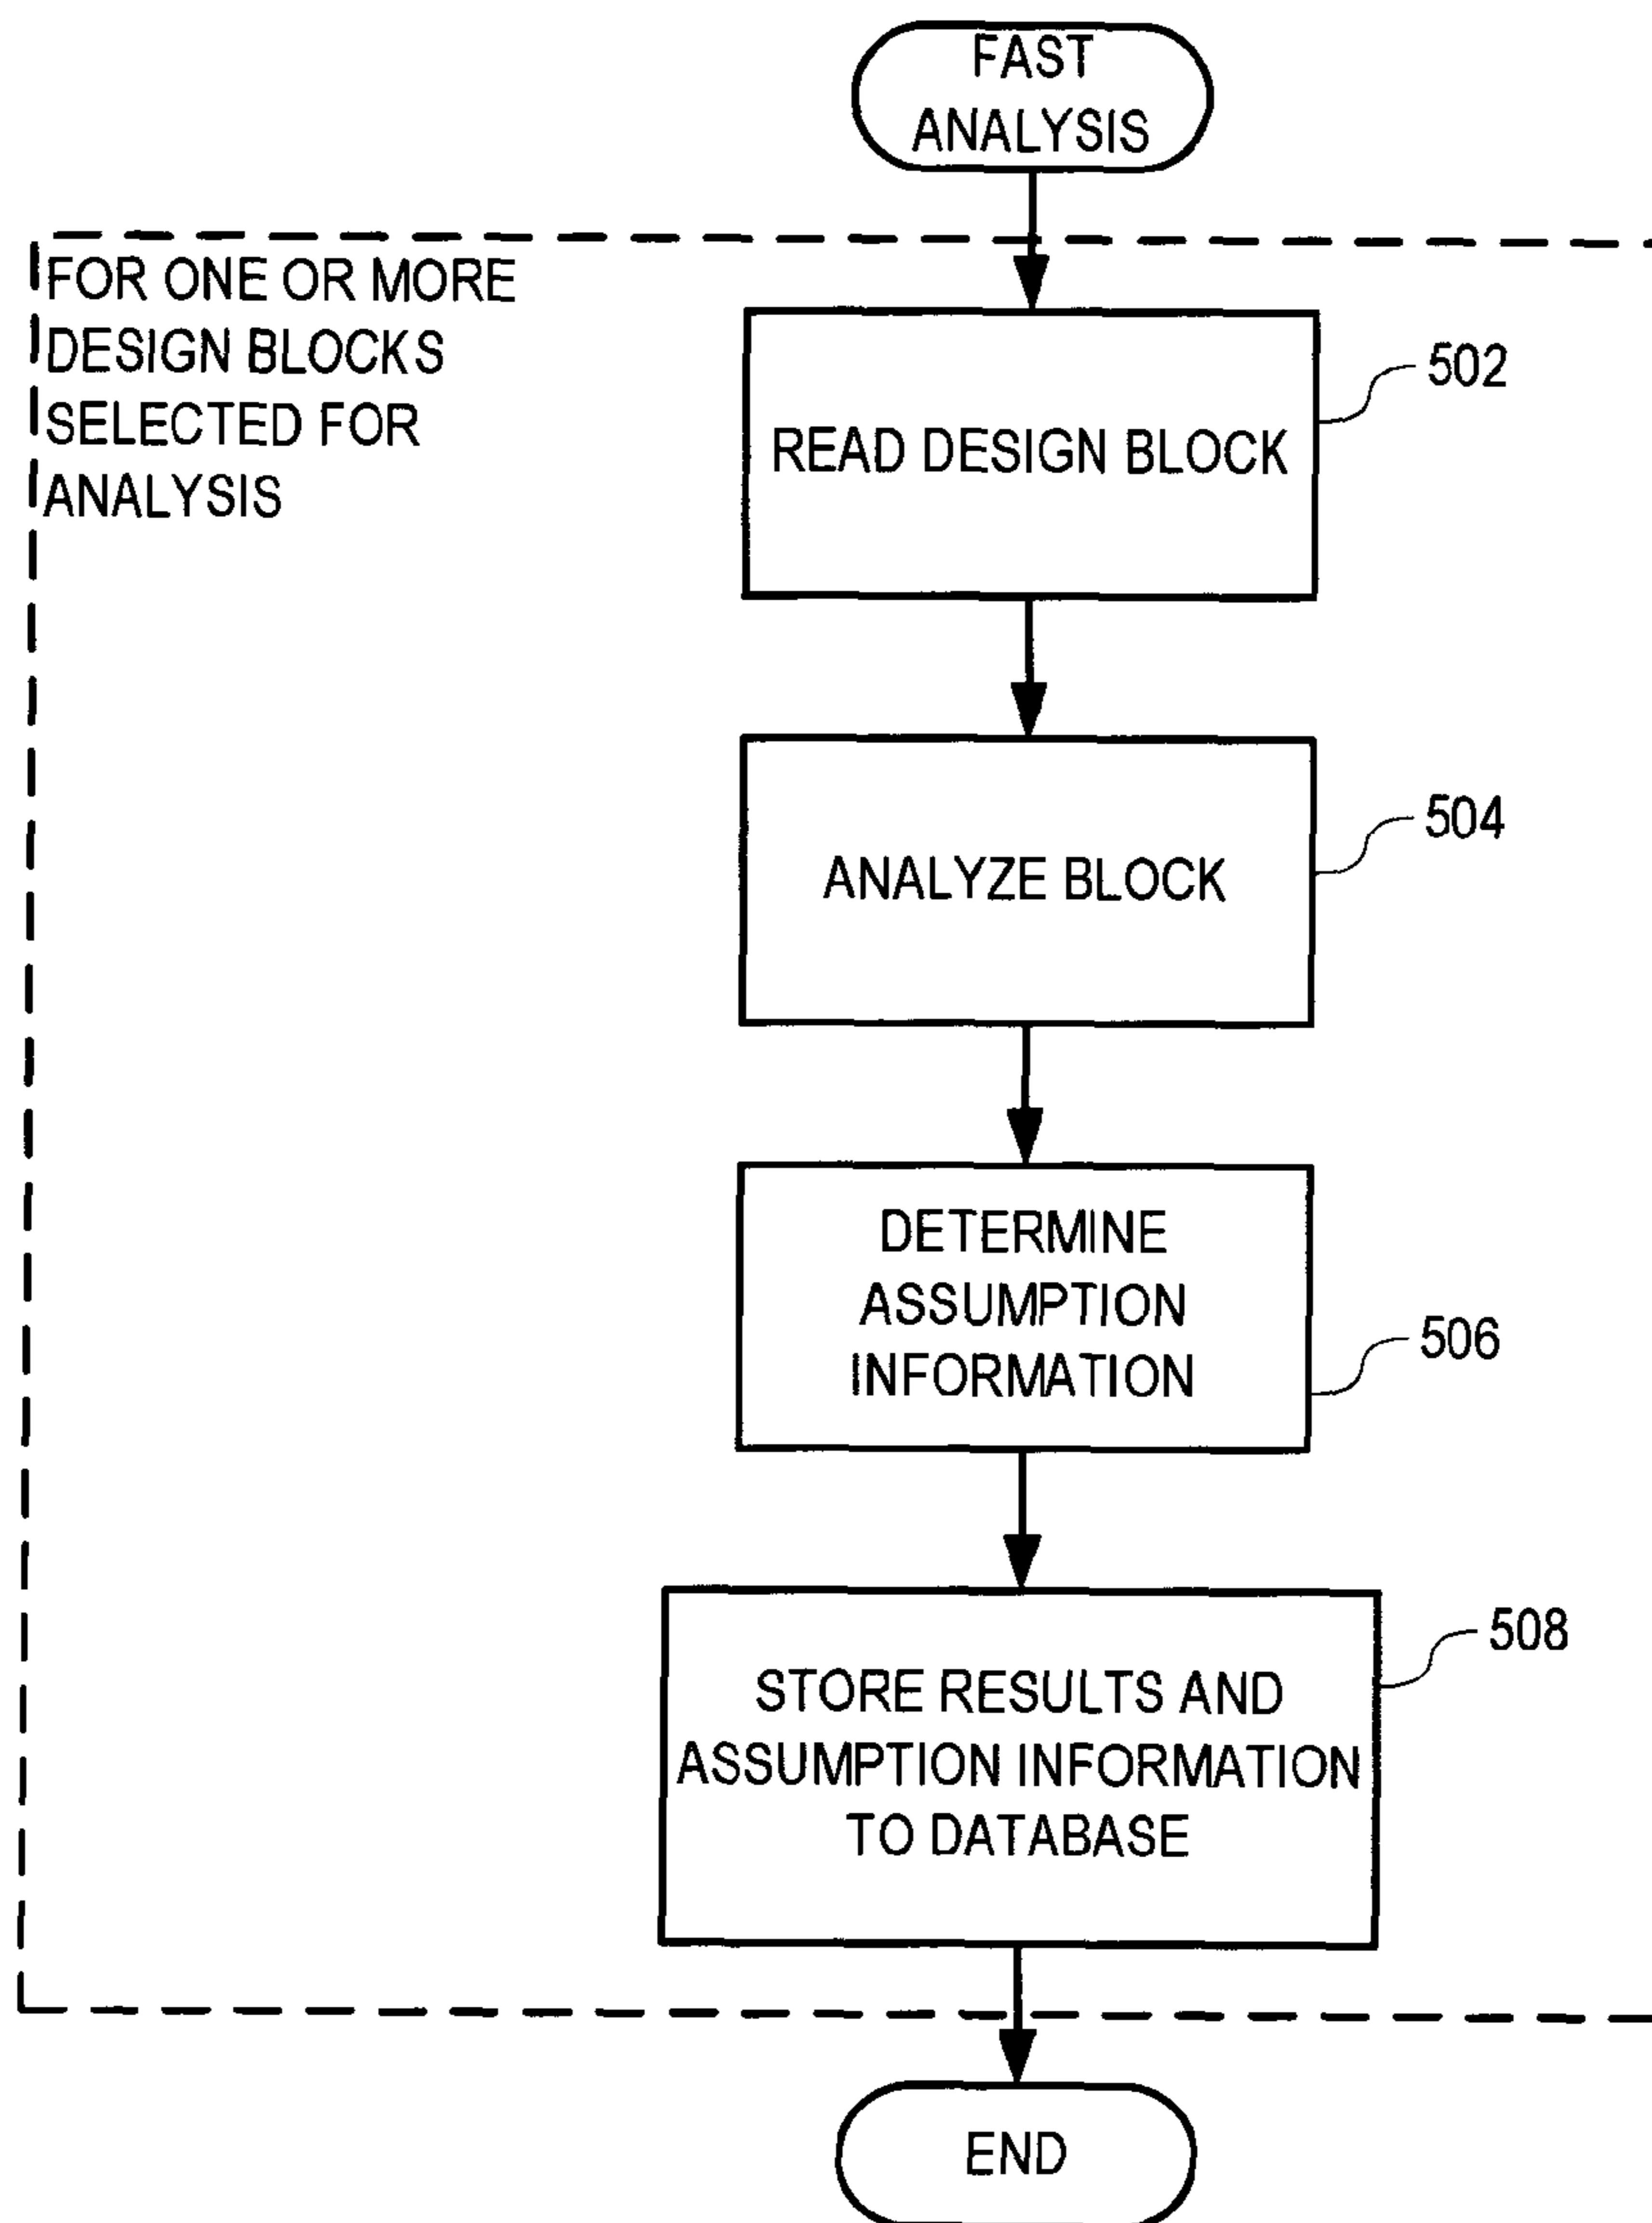 FAST
ANALYSIS
FOR ONE OR MORE
DESIGN BLOCKS
SELECTED FOR
ANALYSIS
READ DESIGN BLOCK
502
ANALYZE BLOCK
504
DETERMINE
ASSUMPTION
INFORMATION
506
STORE RESULTS AND
ASSUMPTION INFORMATION
TO DATABASE
508
END